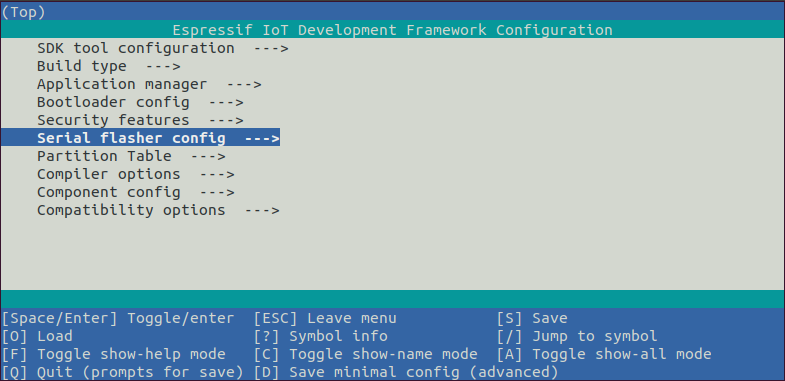 (Top)
Espressif IoT Development Framework Configuration
SDK tool configuration  --->
Build type  --->
Application manager  --->
Bootloader config  --->
Security features  --->
Serial flasher config  --->
Partition Table  --->
Compiler options  --->
Component config  --->
Compatibility options  --->
[Space/Enter] Toggle/enter  [ESC] Leave menu  [S] Save
[O] Load  [?] Symbol info  [/] Jump to symbol
[F] Toggle show-help mode  [C] Toggle show-name mode  [A] Toggle show-all mode
[Q] Quit (prompts for save)  [D] Save minimal config (advanced)